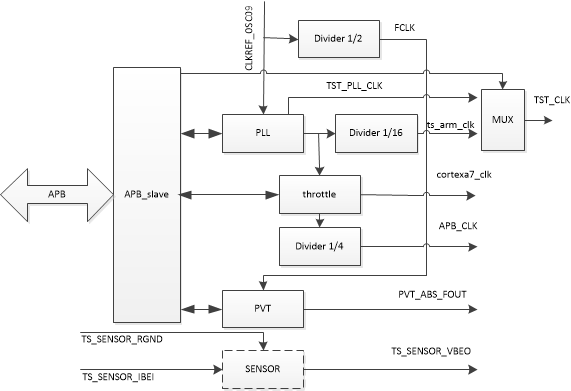 CLKREF_OSC09
Divider 1/2
FCLK
TST_PLL_CLK
MUX
TST_CLK
PLL
Divider 1/16
ts_arm_clk
APB
APB_slave
throttle
cortexa7_clk
Divider 1/4
APB_CLK
PVT
PVT_ABS_FOUT
TS_SENSOR_RGND
SENSOR
TS_SENSOR_VBEO
TS_SENSOR_IBEI